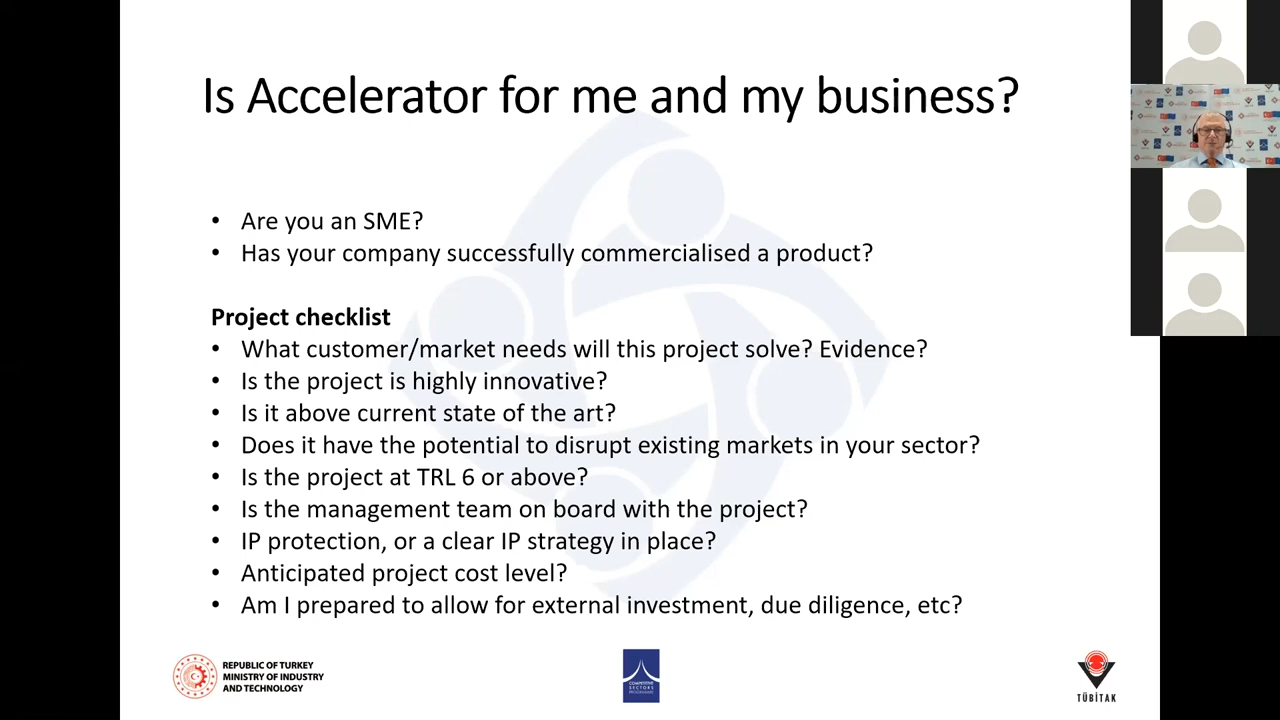 Is Accelerator for me and my business?
• Are you an SME?
• Has your company successfully commercialised a product?
Project checklist
• What customer/market needs will this project solve? Evidence?
• Is the project is highly innovative?
• Is it above current state of the art?
• Does it have the potential to disrupt existing markets in your sector?
• Is the project at TRL 6 or above?
• Is the management team on board with the project?
• IP protection, or a clear IP strategy in place?
• Anticipated project cost level?
• Am I prepared to allow for external investment, due diligence, etc?
REPUBLIC OF TURKEY
MINISTRY OF INDUSTRY
AND TECHNOLOGY
COMPETITIVE
SECTORS
PROGRAMME
TÜBİTAK